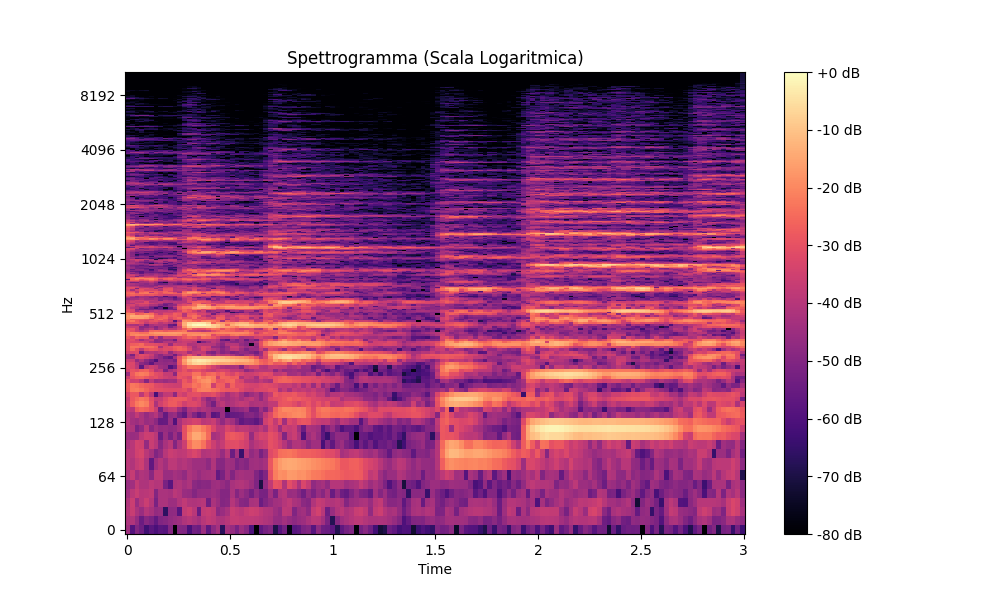 Spettrogramma (Scala Logaritmica)
Hz
8192
4096
2048
1024
512
256
128
64
0
0 0.5 1 1.5 2 2.5 3
Time
+0 dB
-10 dB
-20 dB
-30 dB
-40 dB
-50 dB
-60 dB
-70 dB
-80 dB